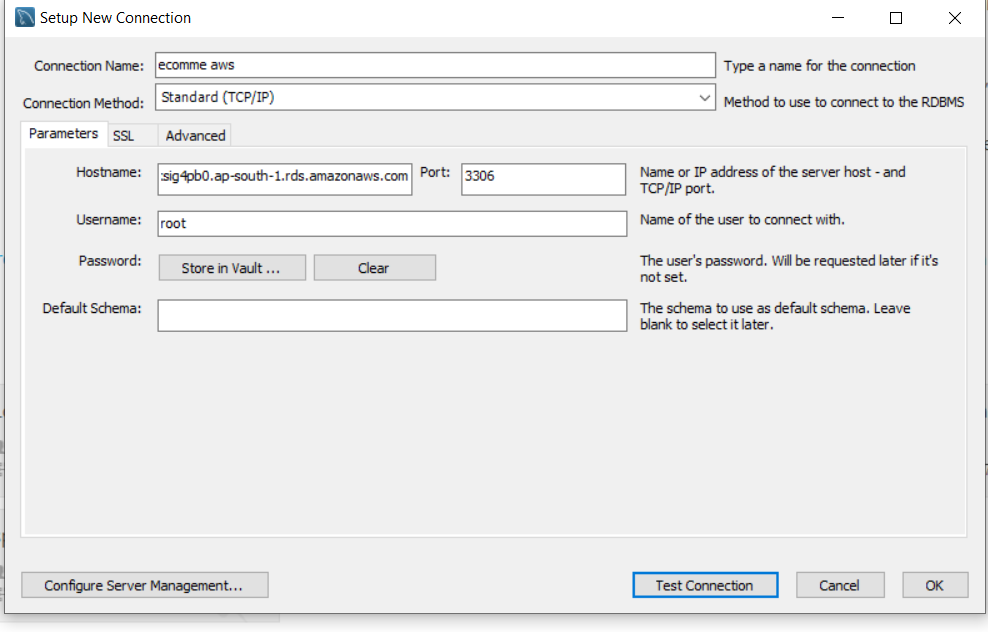 Setup New Connection
Connection Name: ecomme aws Type a name for the connection
Connection Method: Standard (TCP/IP) Method to use to connect to the RDBMS
Parameters SSL Advanced
Hostname: :sig4pb0.ap-south-1.rds.amazonaws.com Port: 3306 Name or IP address of the server host - and
TCP/IP port.
Username: root Name of the user to connect with.
Password: Store in Vault ... Clear The user's password. Will be requested later if it's
not set.
Default Schema: The schema to use as default schema. Leave
blank to select it later.
Configure Server Management... Test Connection Cancel OK